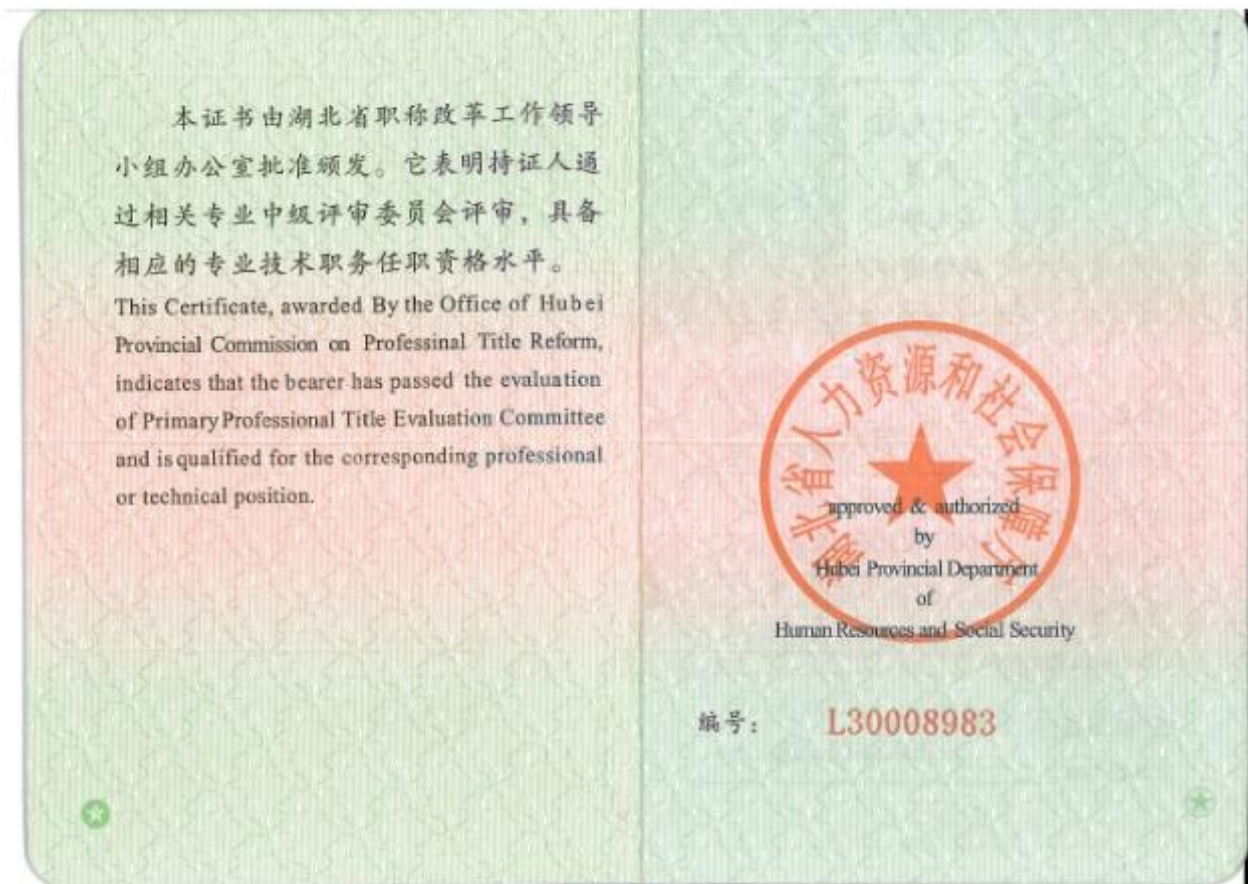 本证书由湖北省职称改革工作领导
小组办公室批准颁发。它表明持证人通
过相关专业中级评审委员会评审，具备
相应的专业技术职务任职资格水平。
This Certificate, awarded By the Office of Hubei
Provincial Commission on Professinal Title Reform,
indicates that the bearer has passed the evaluation
of Primary Professional Title Evaluation Committee
and is qualified for the corresponding professional
or technical position.
湖北省人力资源和社会保障厅
approved & authorized
by
Hubei Provincial Department
of
Human Resources and Social Security
编号： L30008983